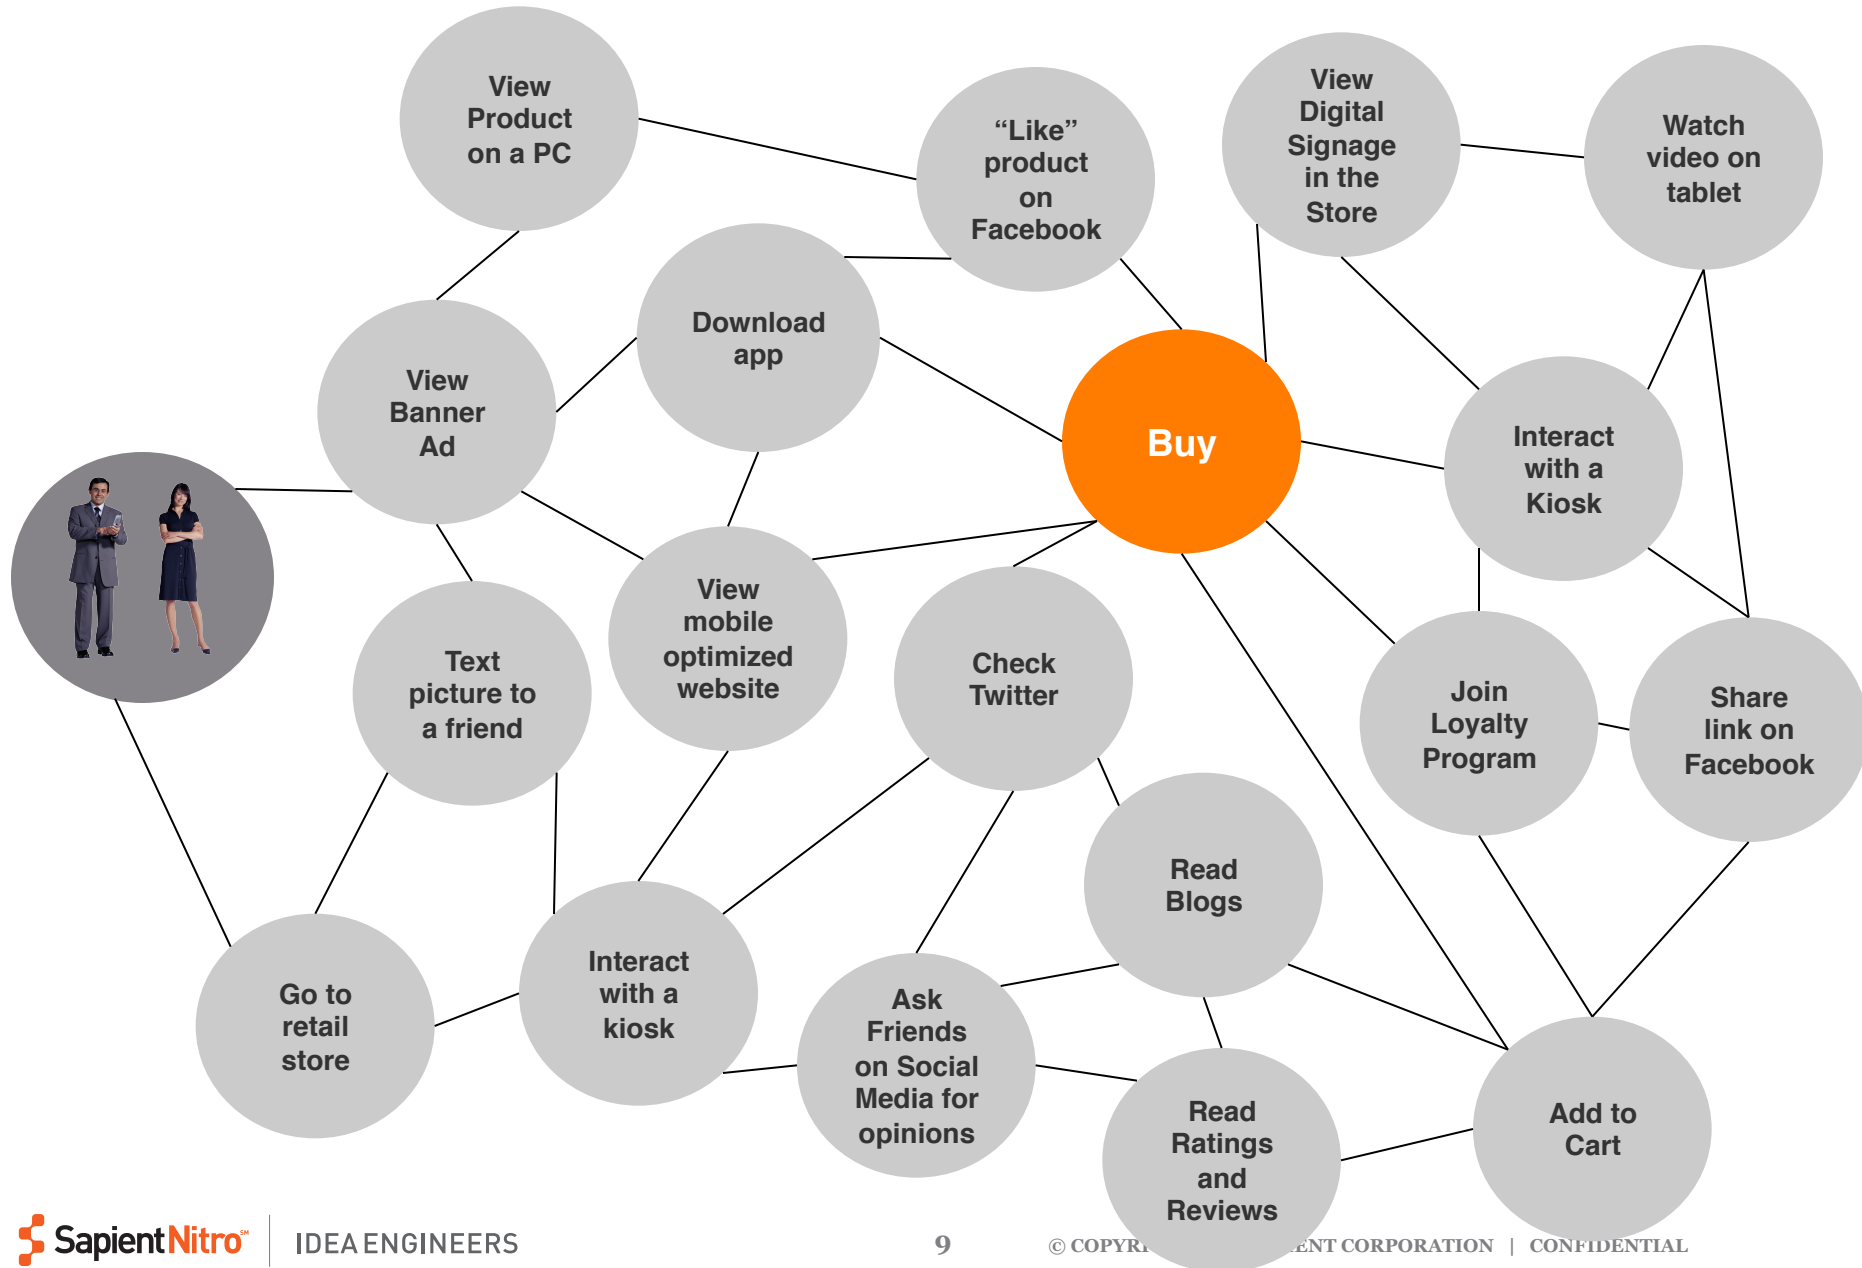 View
Product
on a PC
“Like”
product
on
Facebook
View
Digital
Signage
in the
Store
Watch
video on
tablet
Download
app
View
Banner
Ad
Buy
Interact
with a
Kiosk
View
mobile
optimized
website
Text
picture to
a friend
Check
Twitter
Join
Loyalty
Program
Share
link on
Facebook
Read
Blogs
Go to
retail
store
Interact
with a
kiosk
Ask
Friends
on Social
Media for
opinions
Read
Ratings
and
Reviews
Add to
Cart
SapientNitro℠ | IDEA ENGINEERS
9
© CORPORATION | CONFIDENTIAL